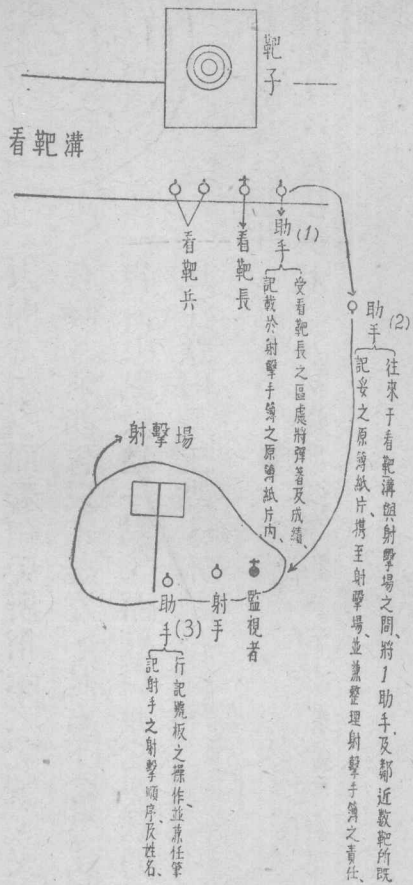 靶子
看靶溝
看靶兵
看靶長
助手(1)
受看靶長之區處將彈著及成績、
記載於射擊手簿之原簿紙片內、
助手(2)
往來于看靶溝與射擊場之間、將1助手、及鄰近數靶所既
記妥之原簿紙片、携至射擊場、並兼整理射擊手簿之責任、
射擊場
監視者
射手
助手(3)
行記號板之操作、並兼任筆
記射手之射擊順序、及姓名、